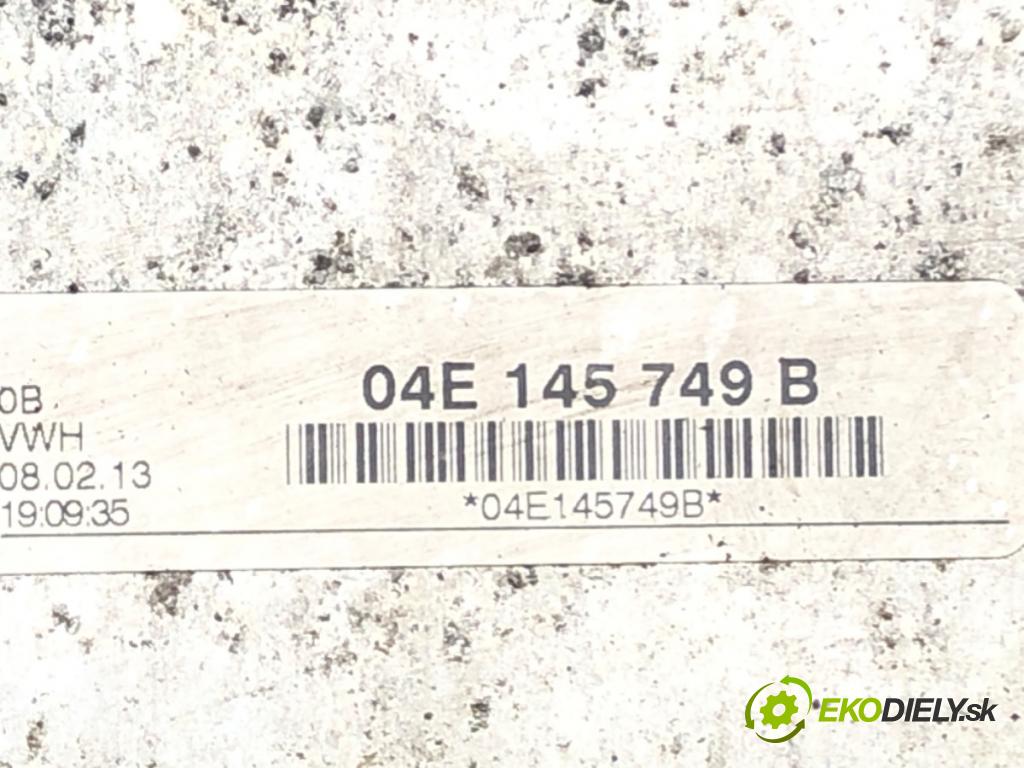 04E 145 749 B
0B
VWH
08.02.13
19:09:35
*04E145749B*
EKODIELY.sk